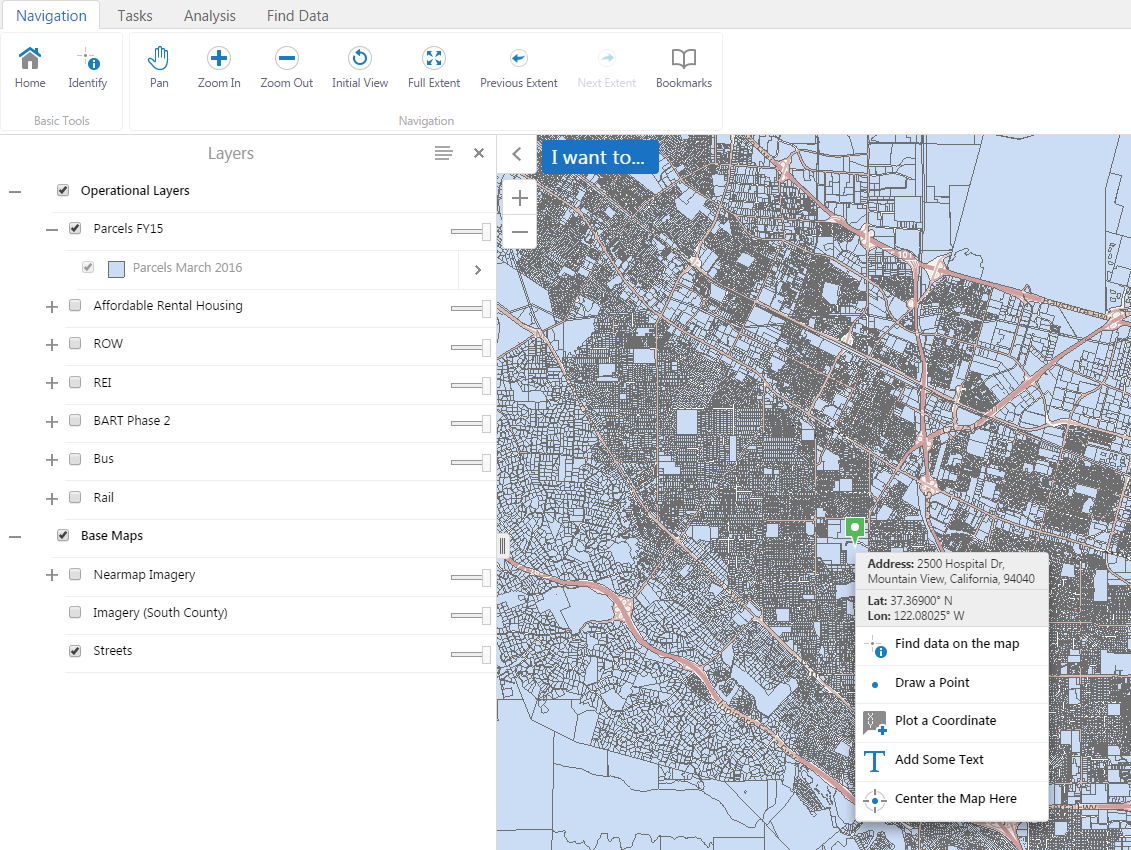 Navigation Tasks Analysis Find Data
Home Identify Pan Zoom In Zoom Out Initial View Full Extent Previous Extent Next Extent Bookmarks
Basic Tools Navigation
Layers
I want to...
Operational Layers
Parcels FY15
Parcels March 2016
Affordable Rental Housing
ROW
REI
BART Phase 2
Bus
Rail
Base Maps
Nearmap Imagery
Imagery (South County)
Streets
101
Address: 2500 Hospital Dr,
Mountain View, California, 94040
Lat: 37.36900° N
Lon: 122.08025° W
Find data on the map
Draw a Point
Plot a Coordinate
Add Some Text
Center the Map Here